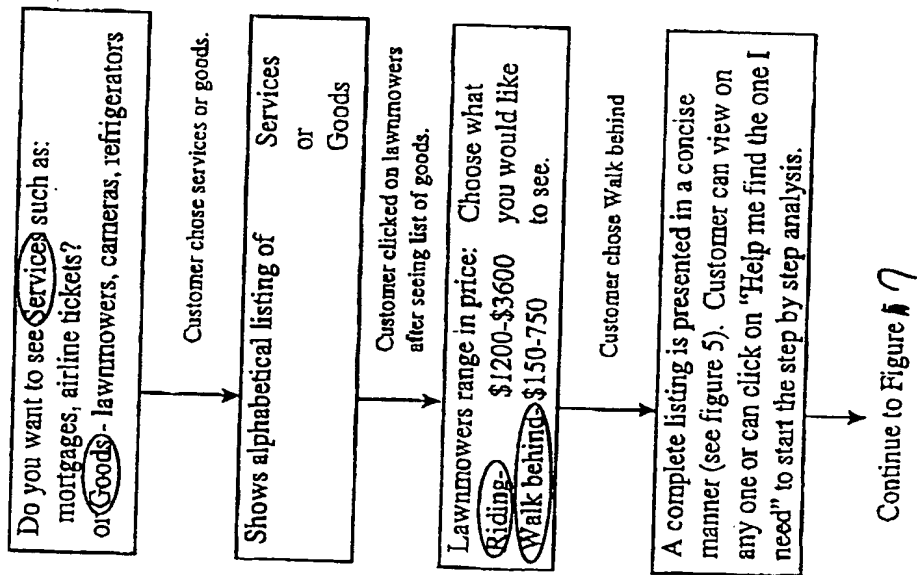 Do you want to see Services such as:
mortgages, airline tickets?
or Goods - lawnmowers, cameras, refrigerators
Customer chose services or goods.
Shows alphabetical listing of Services
or
Goods
Customer clicked on lawnmowers
after seeing list of goods.
Lawnmowers range in price: Choose what
Riding- $1200-$3600 you would like
Walk behind-$150-750 to see.
Customer chose Walk behind
A complete listing is presented in a concise
manner (see figure 5). Customer can view on
any one or can click on "Help me find the one I
need" to start the step by step analysis.
Continue to Figure 7